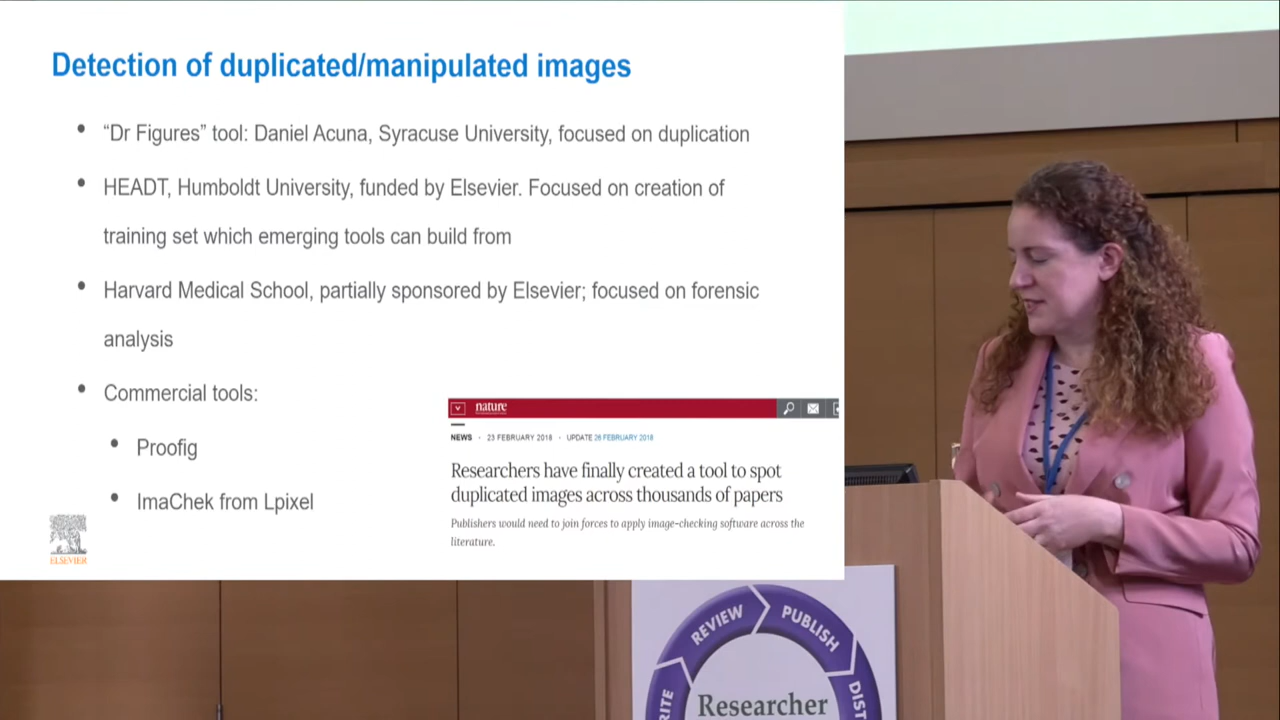 Detection of duplicated/manipulated images
• “Dr Figures” tool: Daniel Acuna, Syracuse University, focused on duplication
• HEADT, Humboldt University, funded by Elsevier. Focused on creation of
training set which emerging tools can build from
• Harvard Medical School, partially sponsored by Elsevier; focused on forensic
analysis
• Commercial tools:
• Proofig
• ImaChek from Lpixel
nature
NEWS · 23 FEBRUARY 2018 · UPDATE 26 FEBRUARY 2018
Researchers have finally created a tool to spot
duplicated images across thousands of papers
Publishers would need to join forces to apply image-checking software across the
literature.
ELSEVIER
REVIEW
PUBLISH
RITE
DIST
Researcher